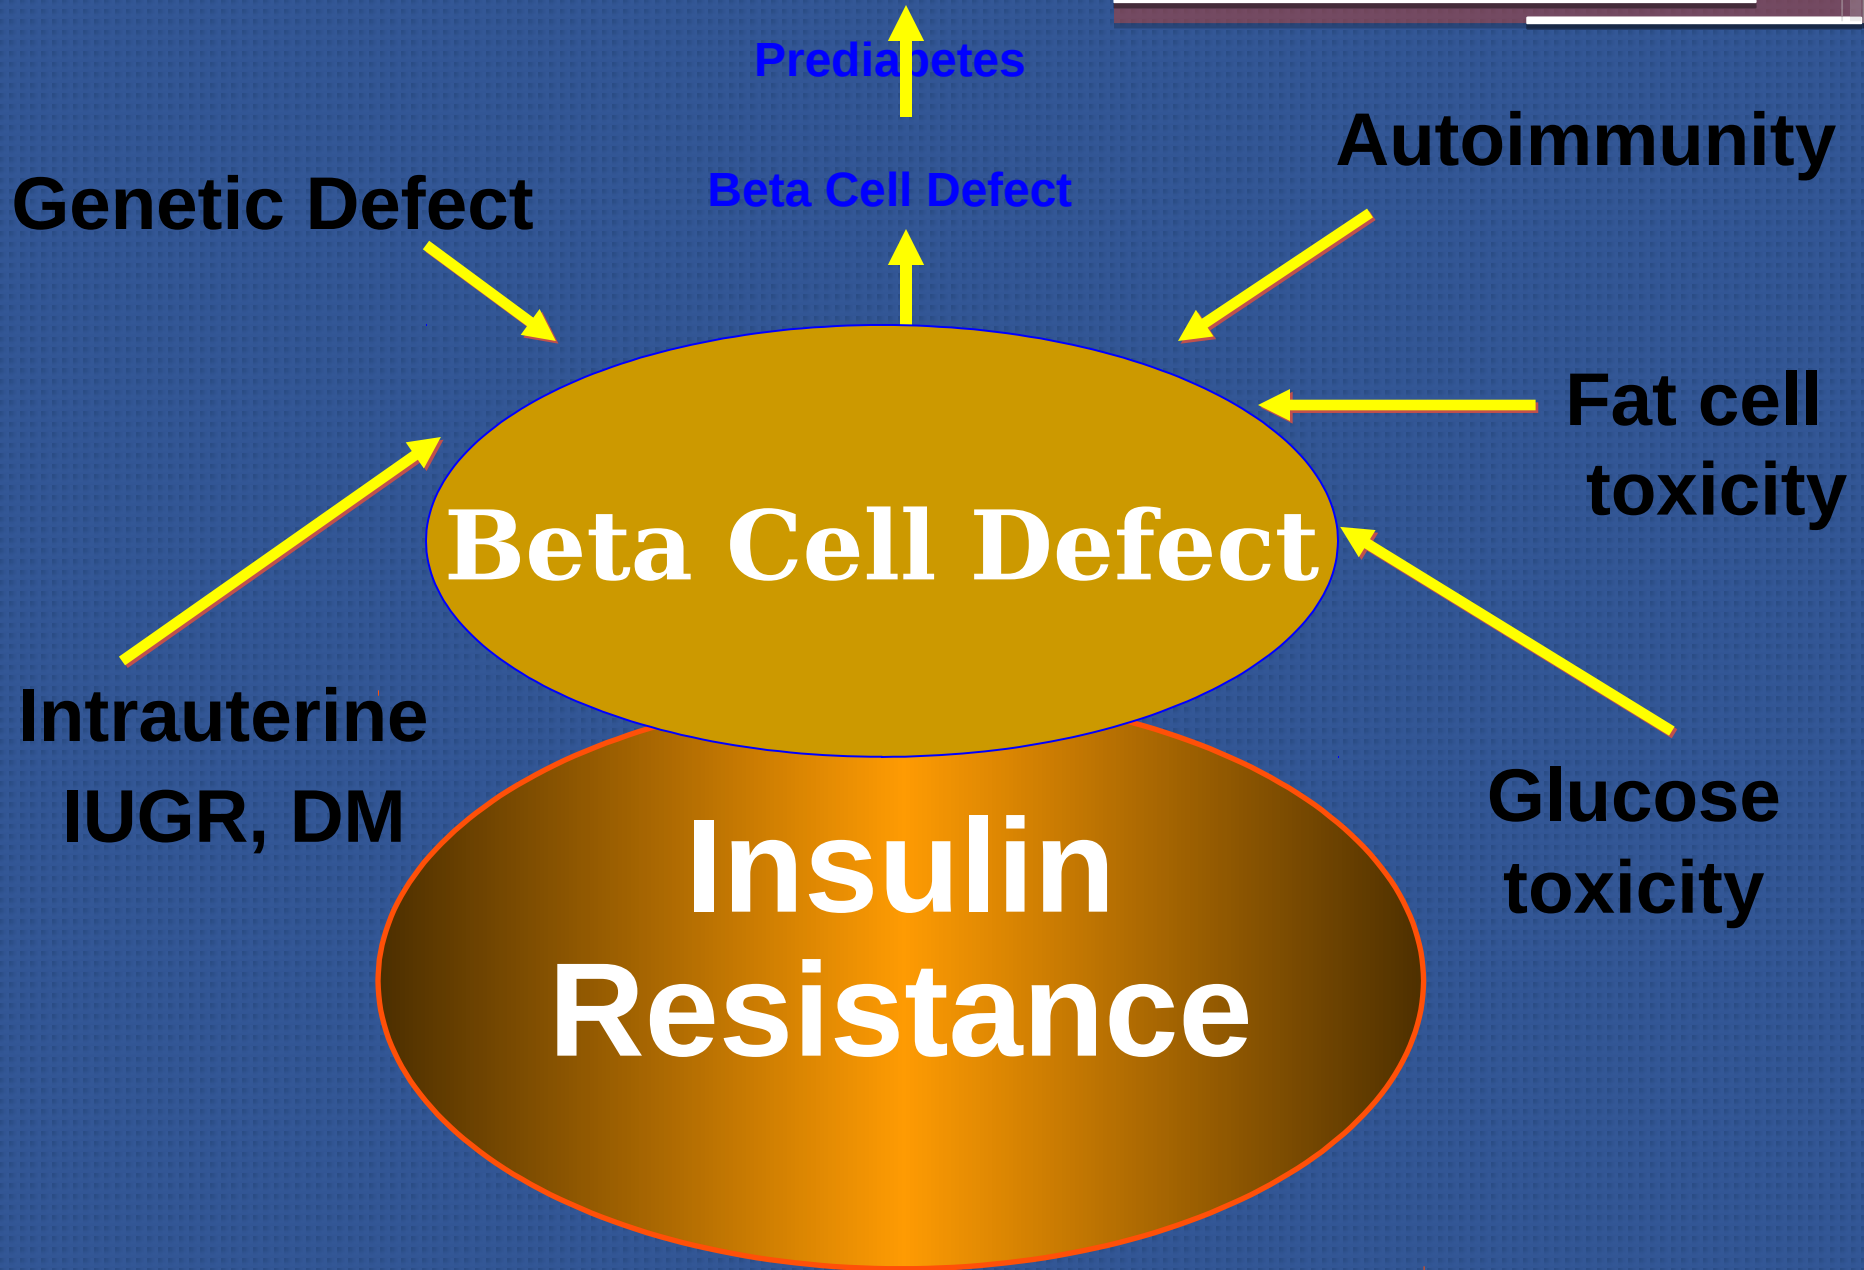 Prediabetes
Autoimmunity
Genetic Defect
Beta Cell Defect
Fat cell
toxicity
Beta Cell Defect
Intrauterine
IUGR, DM
Glucose
toxicity
Insulin
Resistance